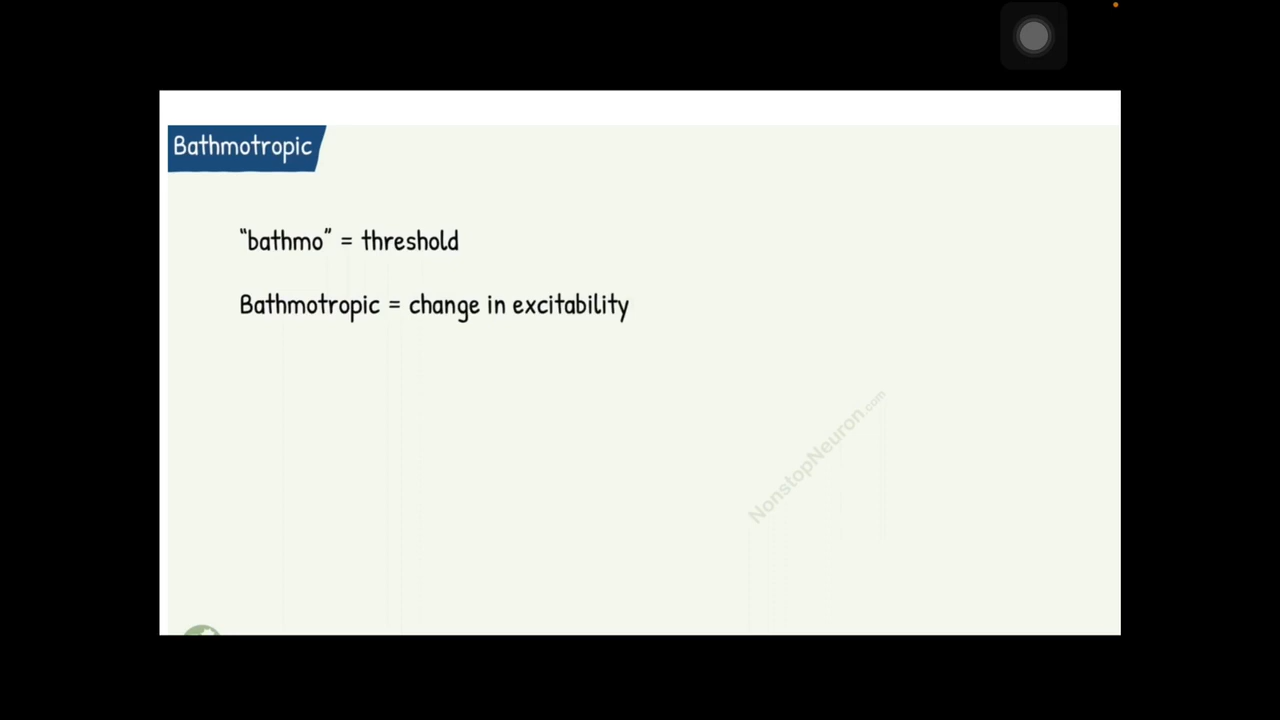 Bathmotropic
“bathmo” = threshold
Bathmotropic = change in excitability
NonstopNeuron.com